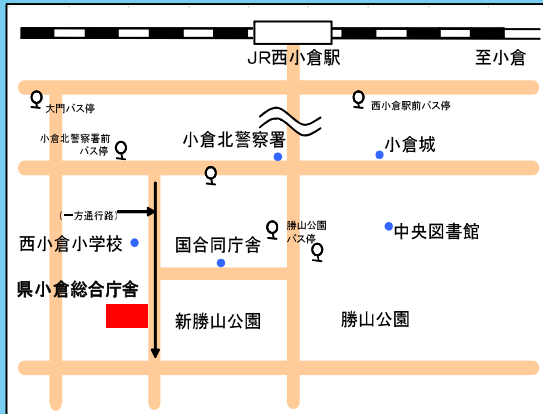 JR西小倉駅
至小倉
大門バス停
西小倉駅前バス停
小倉北警察署前
バス停
小倉北警察署
小倉城
(一方通行路)
西小倉小学校
国合同庁舎
勝山公園
バス停
中央図書館
県小倉総合庁舎
新勝山公園
勝山公園